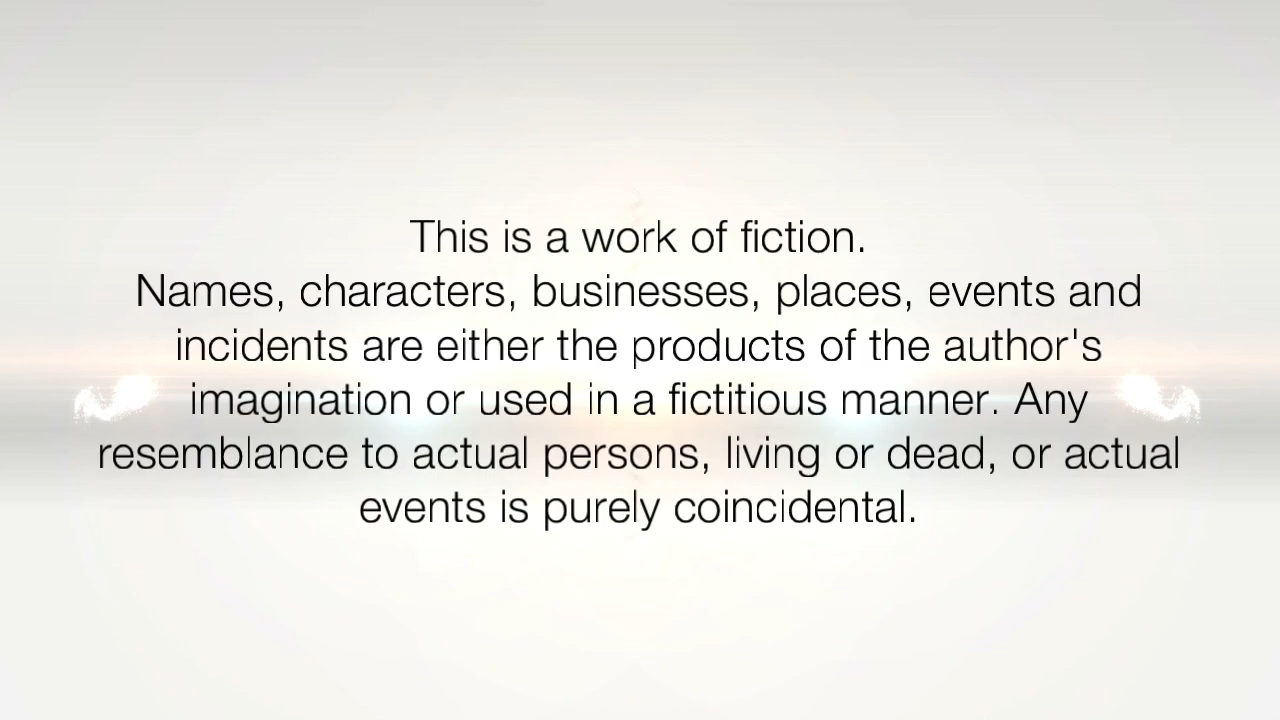 This is a work of fiction.
Names, characters, businesses, places, events and
incidents are either the products of the author's
imagination or used in a fictitious manner. Any
resemblance to actual persons, living or dead, or actual
events is purely coincidental.